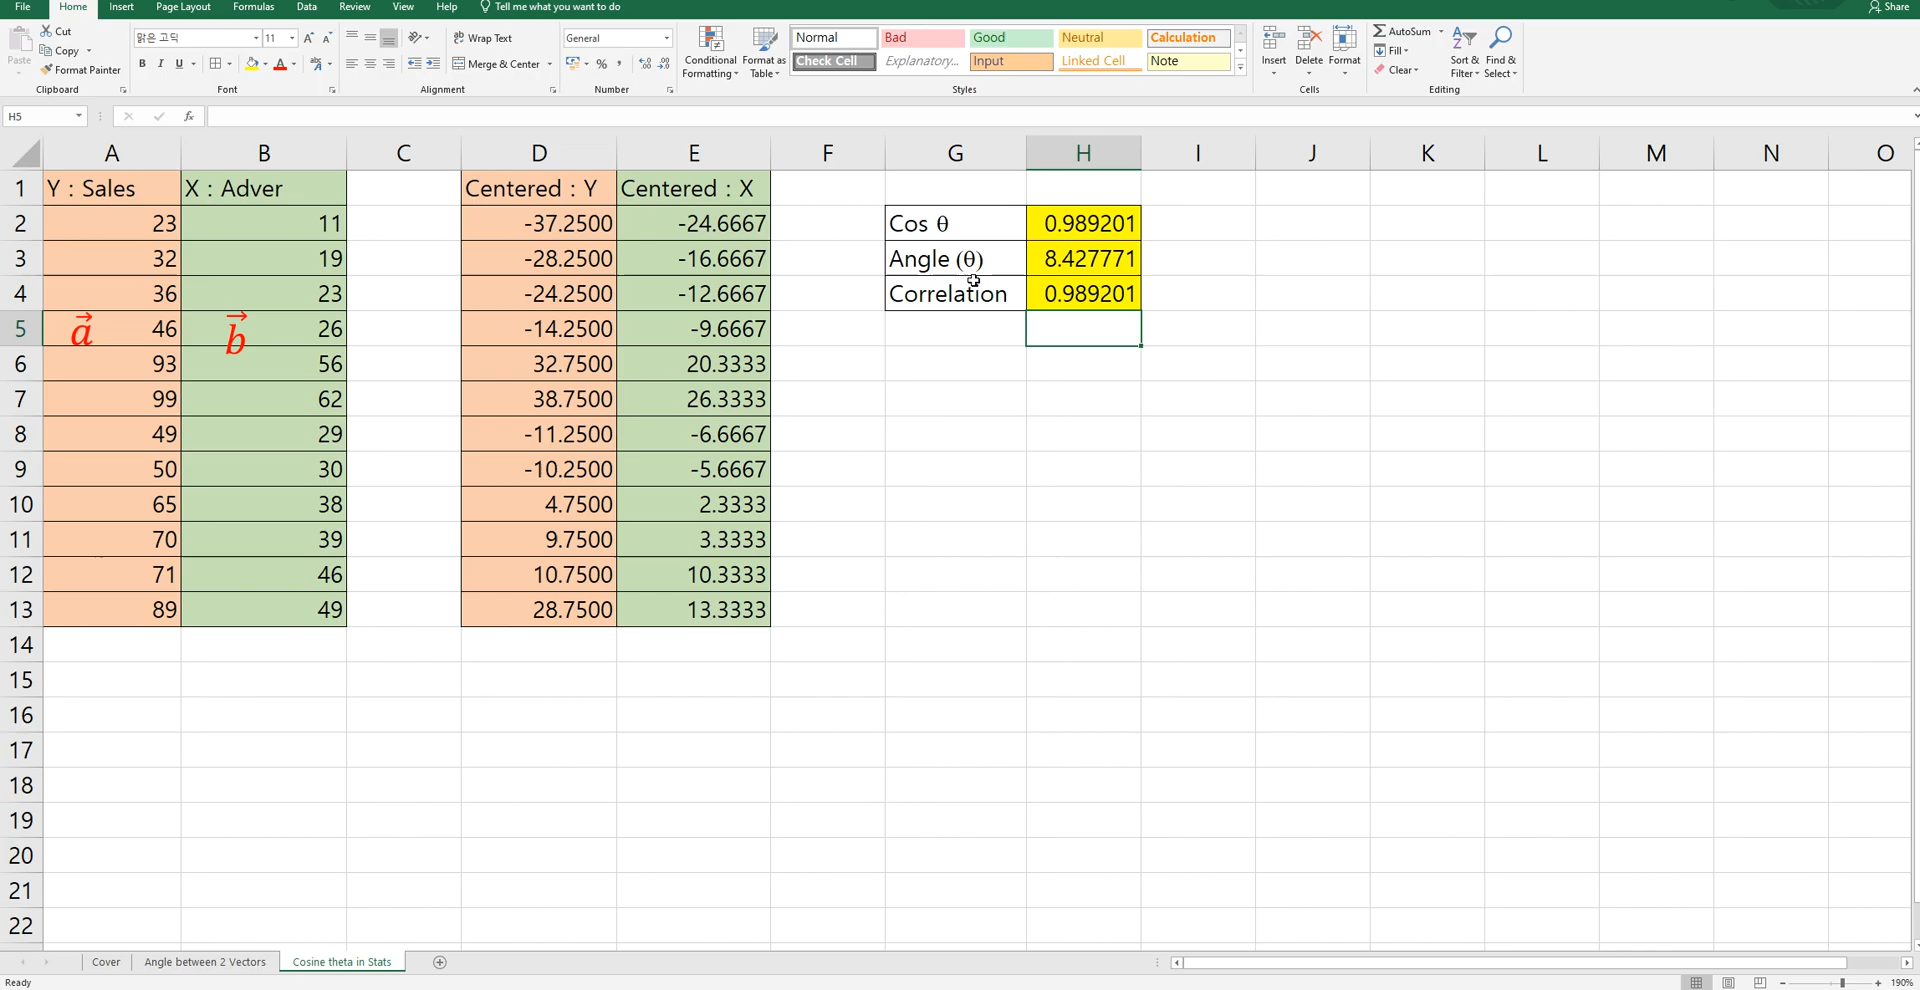 File Home Insert Page Layout Formulas Data Review View Help Tell me what you want to do Share
Paste Cut Copy Format Painter Clipboard
맑은 고딕 11 B I U Font
Wrap Text Merge & Center Alignment
General % , Number
Conditional Formatting Format as Table
Normal Bad Good Neutral Calculation
Check Cell Explanatory... Input Linked Cell Note
Styles
Insert Delete Format Cells
AutoSum Fill Clear Sort & Filter Find & Select Editing
H5 fx
A B C D E F G H I J K L M N O
1 Y : Sales X : Adver Centered : Y Centered : X
2 23 11 -37.2500 -24.6667 Cos θ 0.989201
3 32 19 -28.2500 -16.6667 Angle (θ) 8.427771
4 36 23 -24.2500 -12.6667 Correlation 0.989201
5 a⃗ 46 b⃗ 26 -14.2500 -9.6667
6 93 56 32.7500 20.3333
7 99 62 38.7500 26.3333
8 49 29 -11.2500 -6.6667
9 50 30 -10.2500 -5.6667
10 65 38 4.7500 2.3333
11 70 39 9.7500 3.3333
12 71 46 10.7500 10.3333
13 89 49 28.7500 13.3333
14
15
16
17
18
19
20
21
22
Cover Angle between 2 Vectors Cosine theta in Stats
Ready 190%